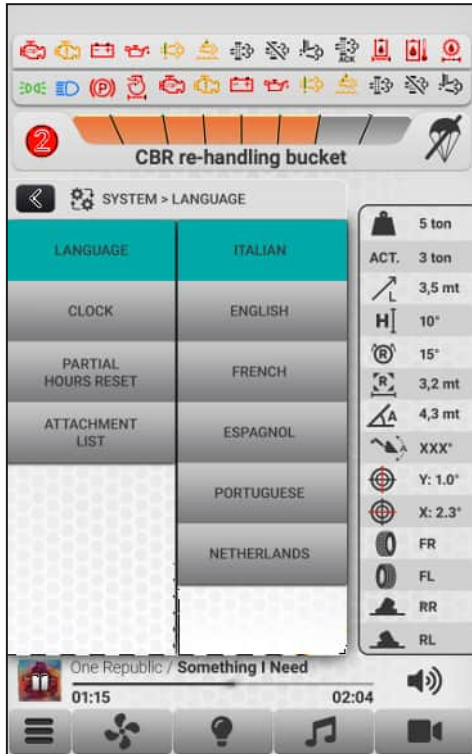 ACK
2
CBR re-handling bucket
SYSTEM > LANGUAGE
LANGUAGE
ITALIAN
CLOCK
ENGLISH
PARTIAL
HOURS RESET
FRENCH
ATTACHMENT
LIST
ESPAGNOL
PORTUGUESE
NETHERLANDS
5 ton
ACT. 3 ton
L 3,5 mt
H 10°
R 15°
R 3,2 mt
A 4,3 mt
XXX°
Y: 1.0°
X: 2.3°
FR
FL
RR
RL
One Republic / Something I Need
01:15 02:04